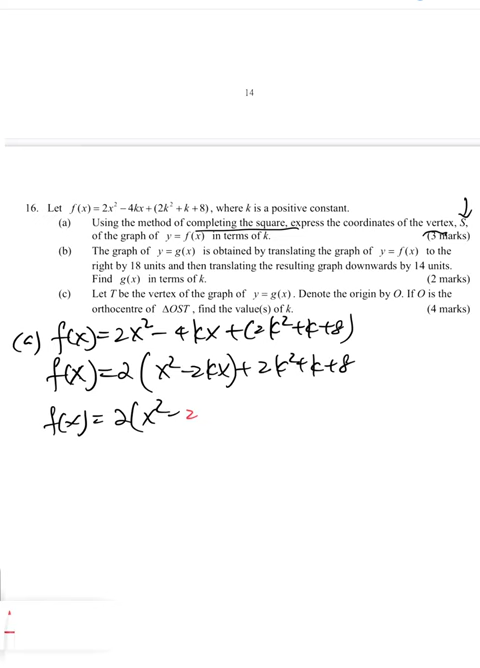 14
16. Let f(x) = 2x² − 4kx + (2k² + k + 8), where k is a positive constant.
(a) Using the method of completing the square, express the coordinates of the vertex, S,
of the graph of y = f(x) in terms of k. (3 marks)
(b) The graph of y = g(x) is obtained by translating the graph of y = f(x) to the
right by 18 units and then translating the resulting graph downwards by 14 units.
Find g(x) in terms of k. (2 marks)
(c) Let T be the vertex of the graph of y = g(x). Denote the origin by O. If O is the
orthocentre of ΔOST, find the value(s) of k. (4 marks)
(a) f(x) = 2x² − 4kx + (2k² + k + 8)
f(x) = 2(x² − 2kx) + 2k² + k + 8
f(x) = 2(x² − 2